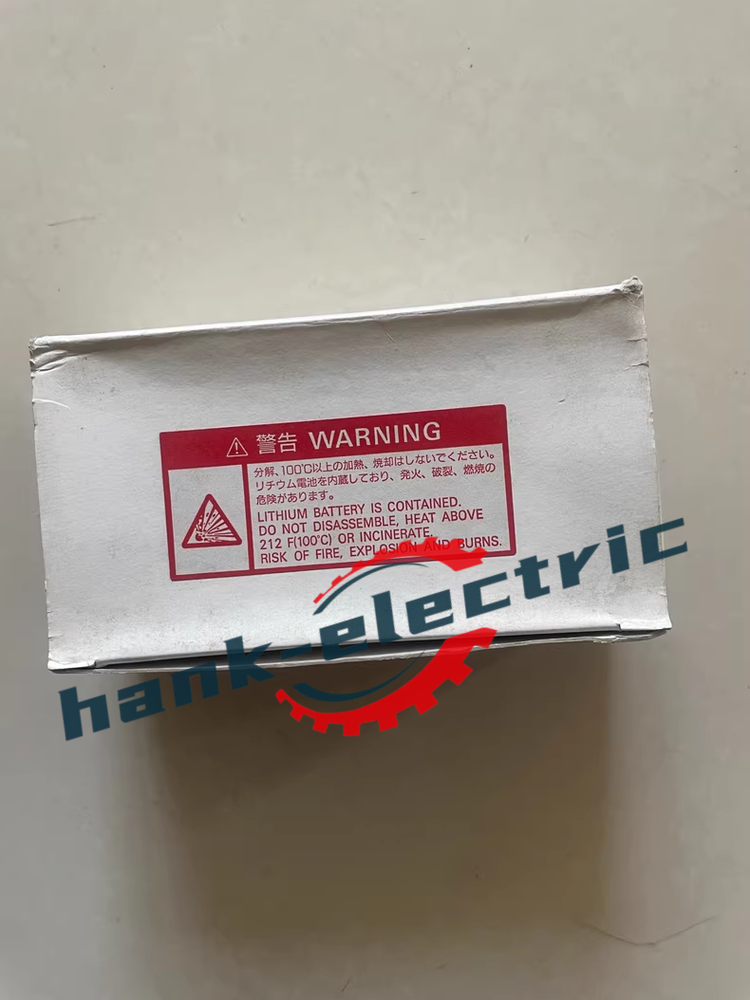 警告 WARNING
分解、100℃以上の加熱、焼却はしないでください。
リチウム電池を内蔵しており、発火、破裂、燃焼の
危険があります。
LITHIUM BATTERY IS CONTAINED.
DO NOT DISASSEMBLE, HEAT ABOVE
212 F(100℃) OR INCINERATE.
RISK OF FIRE, EXPLOSION AND BURNS.
hank-electric